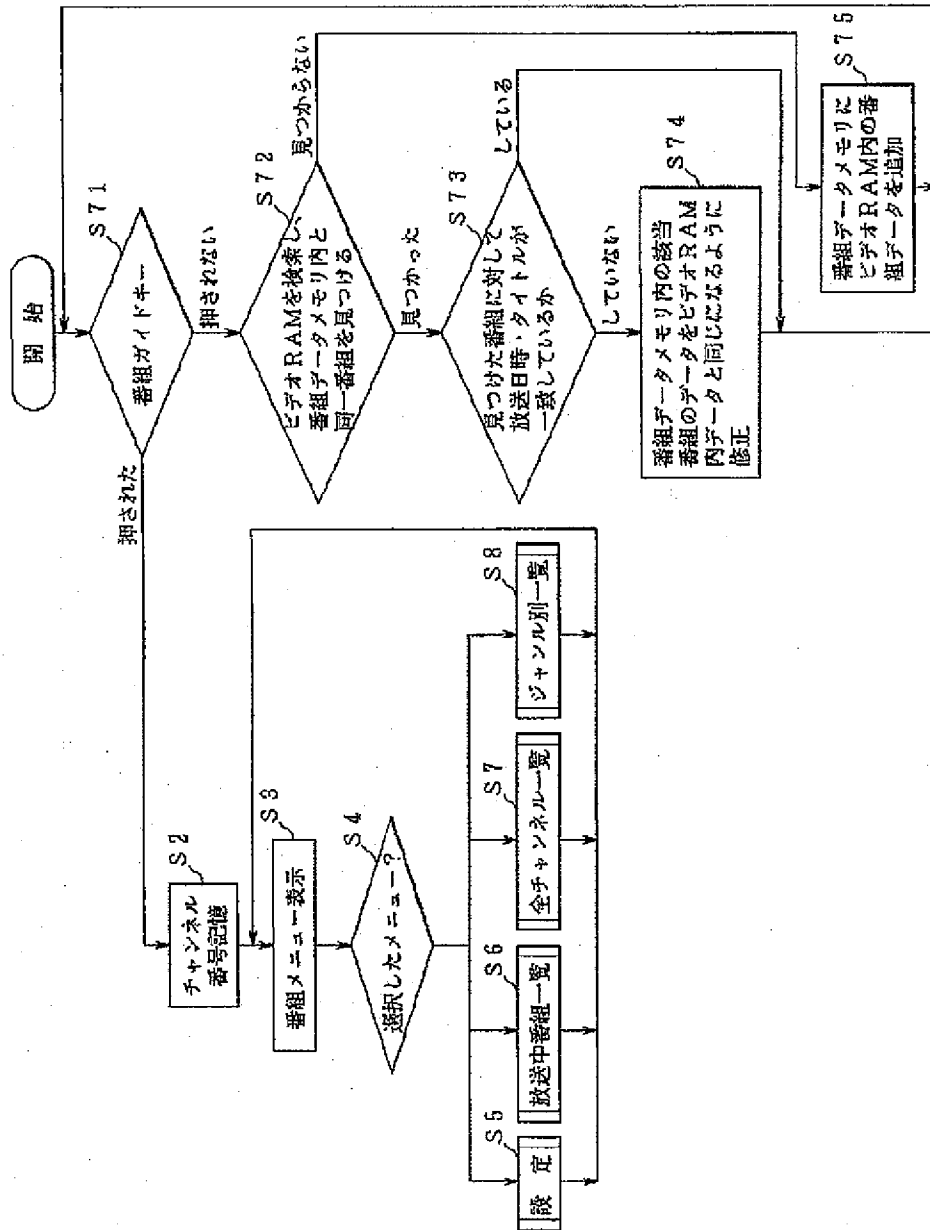 開 始
S71
番組ガイドキー
押された
押されない
S72
ビデオRAMを検索し、
番組データメモリ内と
同一番組を見つける
見つからない
見つかった
S73
見つけた番組に対して
放送日時・タイトルが
一致しているか
している
していない
S74
番組データメモリ内の該当
番組のデータをビデオRAM
内データと同じになるように
修正
S75
番組データメモリに
ビデオRAM内の番
組データを追加
S2
チャンネル
番号記憶
S3
番組メニュー表示
S4
選択したメニュー?
S5
設 定
S6
放送中番組一覧
S7
全チャンネル一覧
S8
ジャンル別一覧